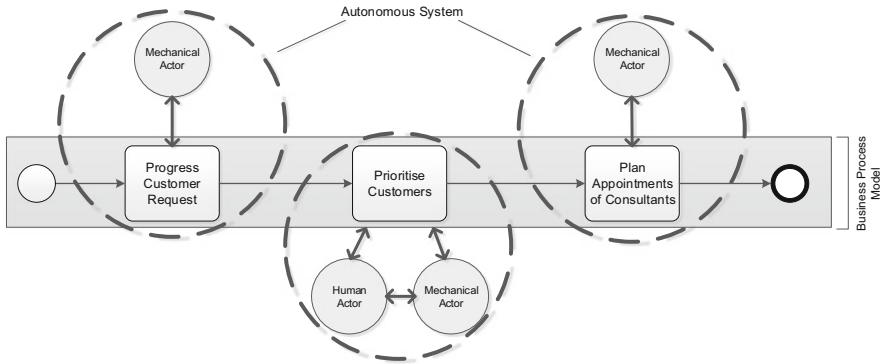 Autonomous System
Mechanical
Actor
Mechanical
Actor
Progress
Customer
Request
Prioritise
Customers
Plan
Appointments
of Consultants
Business Process
Model
Human
Actor
Mechanical
Actor